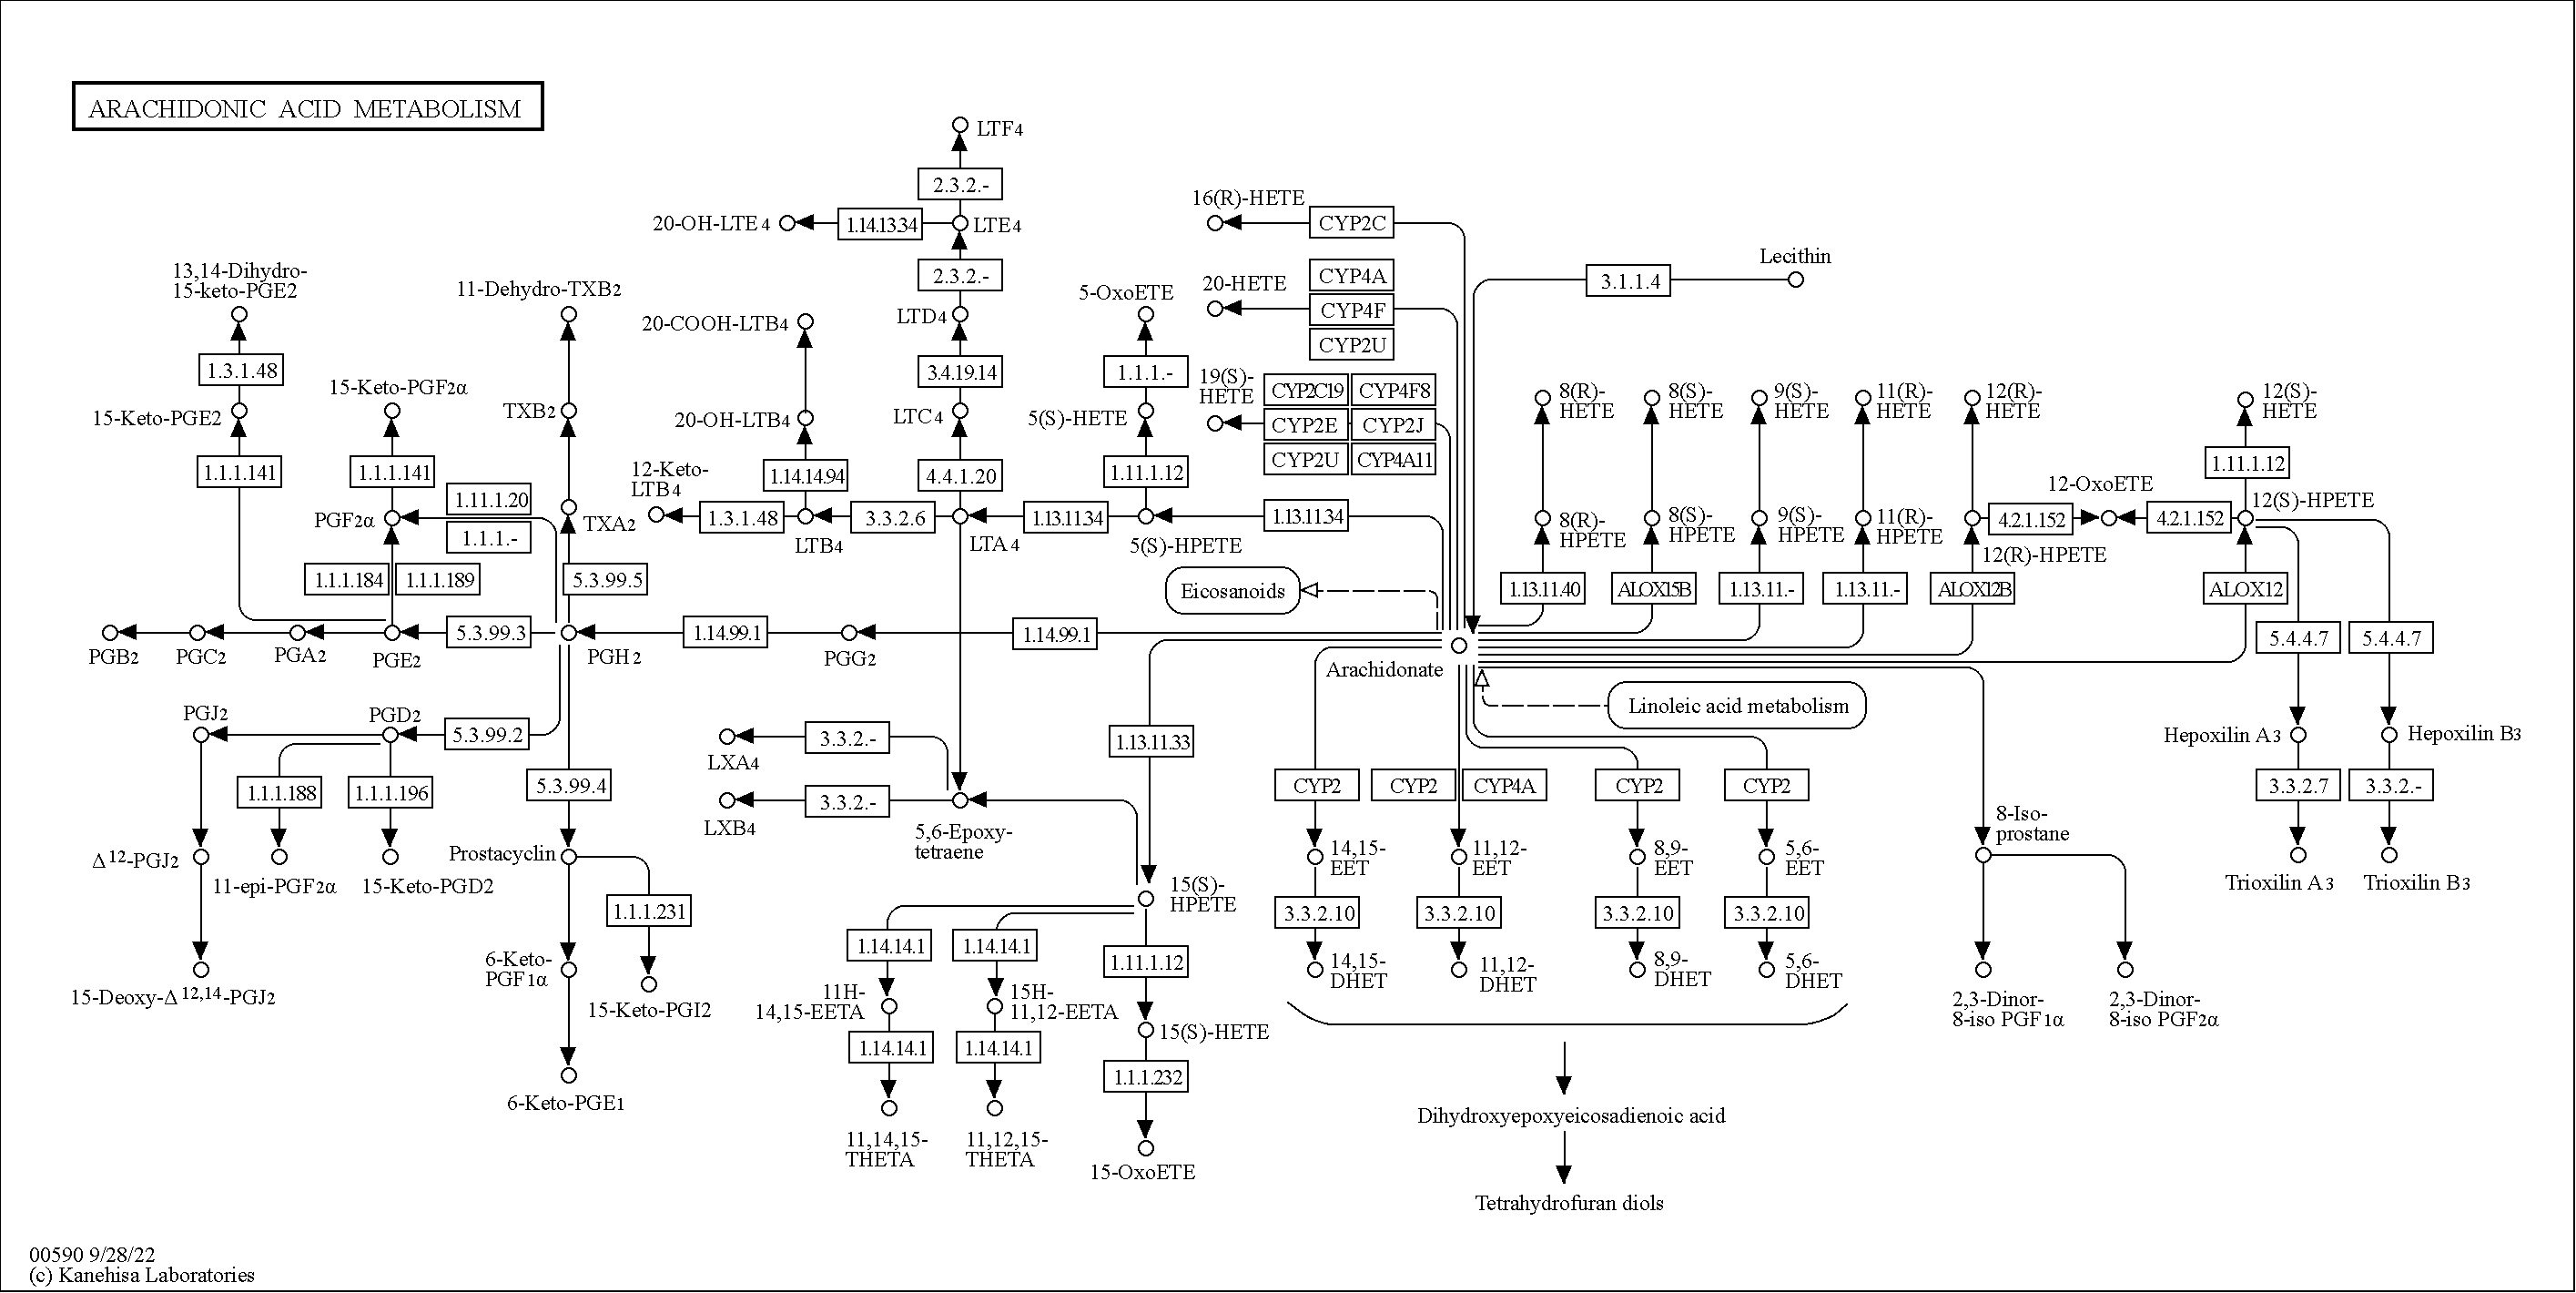 ARACHIDONIC ACID METABOLISM
LTF4
2.3.2.-
20-OH-LTE4
1.14.13.34
LTE4
2.3.2.-
LTD4
3.4.19.14
LTC4
4.4.1.20
16(R)-HETE
CYP2C
20-HETE
CYP4A
CYP4F
CYP2U
19(S)-
HETE
CYP2C19
CYP4F8
CYP2E
CYP2J
CYP2U
CYP4A11
Lecithin
3.1.1.4
13,14-Dihydro-
15-keto-PGE2
1.3.1.48
15-Keto-PGE2
1.1.1.141
15-Keto-PGF2α
1.1.1.141
PGF2α
1.11.1.20
1.1.1.-
1.1.1.184
1.1.1.189
11-Dehydro-TXB2
TXB2
TXA2
5.3.99.5
20-COOH-LTB4
20-OH-LTB4
1.14.14.94
12-Keto-
LTB4
1.3.1.48
LTB4
3.3.2.6
LTA4
1.13.11.34
5-OxoETE
1.1.1.-
5(S)-HETE
1.11.1.12
5(S)-HPETE
1.13.11.34
Eicosanoids
8(R)-
HETE
8(S)-
HETE
9(S)-
HETE
11(R)-
HETE
12(R)-
HETE
12(S)-
HETE
1.11.1.12
8(R)-
HPETE
8(S)-
HPETE
9(S)-
HPETE
11(R)-
HPETE
12-OxoETE
4.2.1.152
4.2.1.152
12(R)-HPETE
12(S)-HPETE
1.13.11.40
ALOX15B
1.13.11.-
1.13.11.-
ALOX12B
ALOX12
5.4.4.7
5.4.4.7
PGB2
PGC2
PGA2
PGE2
5.3.99.3
PGH2
1.14.99.1
PGG2
1.14.99.1
Arachidonate
Linoleic acid metabolism
PGJ2
PGD2
5.3.99.2
1.1.1.188
1.1.1.196
5.3.99.4
Δ12-PGJ2
11-epi-PGF2α
15-Keto-PGD2
Prostacyclin
1.1.1.231
15-Deoxy-Δ12,14-PGJ2
6-Keto-
PGF1α
15-Keto-PGI2
6-Keto-PGE1
LXA4
3.3.2.-
LXB4
3.3.2.-
5,6-Epoxy-
tetraene
1.13.11.33
15(S)-
HPETE
1.14.14.1
1.14.14.1
1.11.1.12
11H-
14,15-EETA
15H-
11,12-EETA
15(S)-HETE
1.14.14.1
1.14.14.1
1.1.1.232
11,14,15-
THETA
11,12,15-
THETA
15-OxoETE
CYP2
CYP2
CYP4A
CYP2
CYP2
14,15-
EET
11,12-
EET
8,9-
EET
5,6-
EET
3.3.2.10
3.3.2.10
3.3.2.10
3.3.2.10
14,15-
DHET
11,12-
DHET
8,9-
DHET
5,6-
DHET
Dihydroxyepoxyeicosadienoic acid
Tetrahydrofuran diols
8-Iso-
prostane
2,3-Dinor-
8-iso PGF1α
2,3-Dinor-
8-iso PGF2α
Hepoxilin A3
Hepoxilin B3
3.3.2.7
3.3.2.-
Trioxilin A3
Trioxilin B3
00590 9/28/22
(c) Kanehisa Laboratories